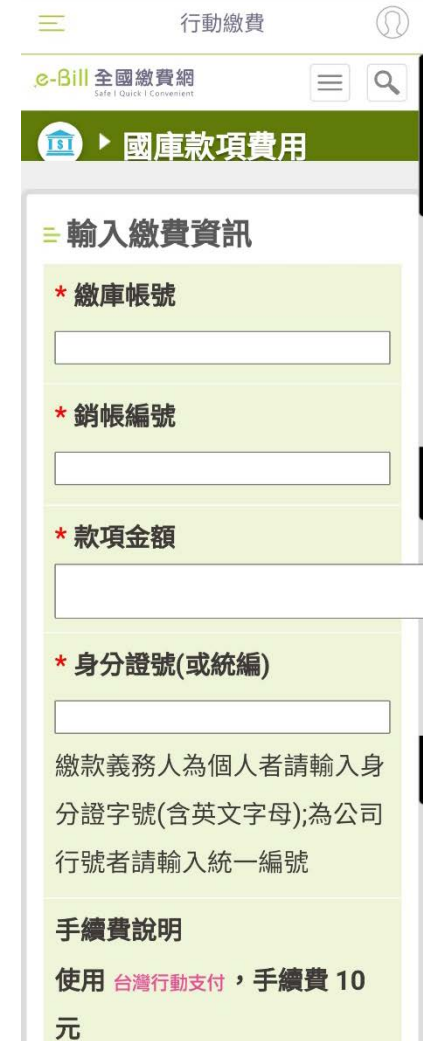 行動繳費
e-Bill 全國繳費網
Safe I Quick I Convenient
國庫款項費用
輸入繳費資訊
* 繳庫帳號
* 銷帳編號
* 款項金額
* 身分證號(或統編)
繳款義務人為個人者請輸入身
分證字號(含英文字母);為公司
行號者請輸入統一編號
手續費說明
使用 台灣行動支付，手續費 10
元